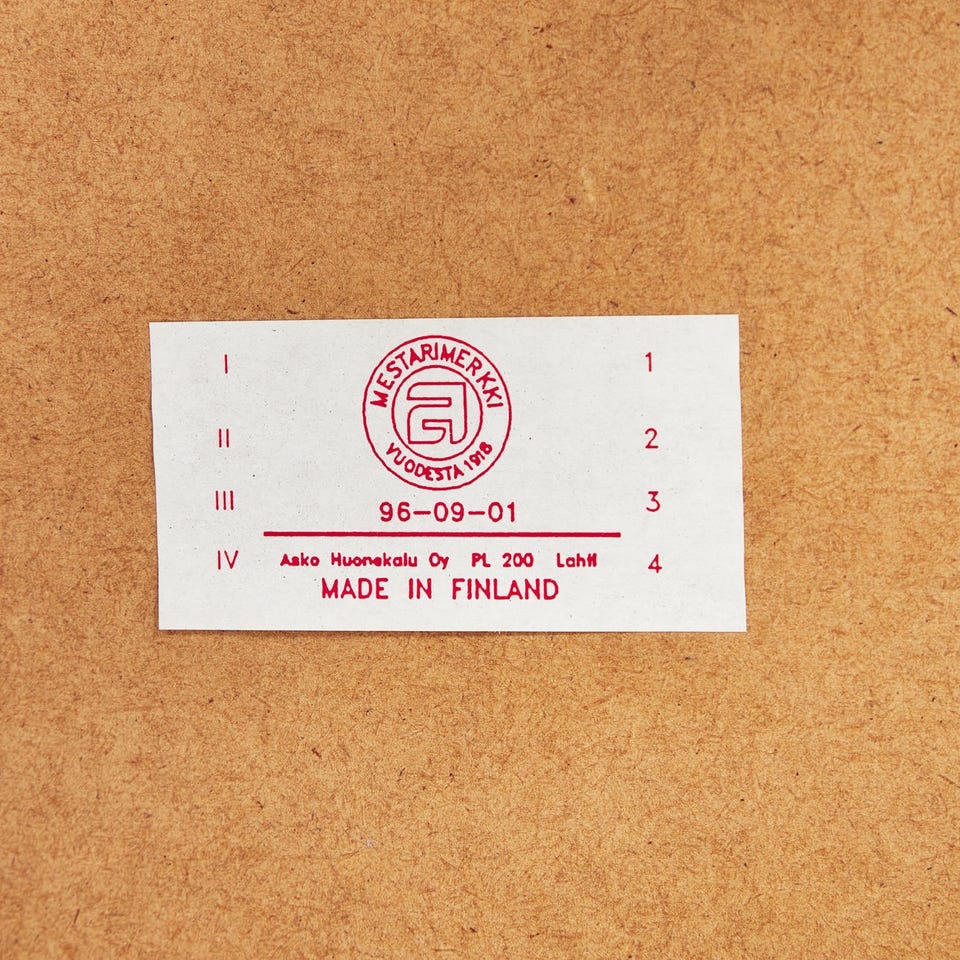 MESTARIMERKKI
a
VUODESTA 1918
I 1
II 2
III 96-09-01 3
IV Asko Huonekalu Oy PL 200 Lahti 4
MADE IN FINLAND